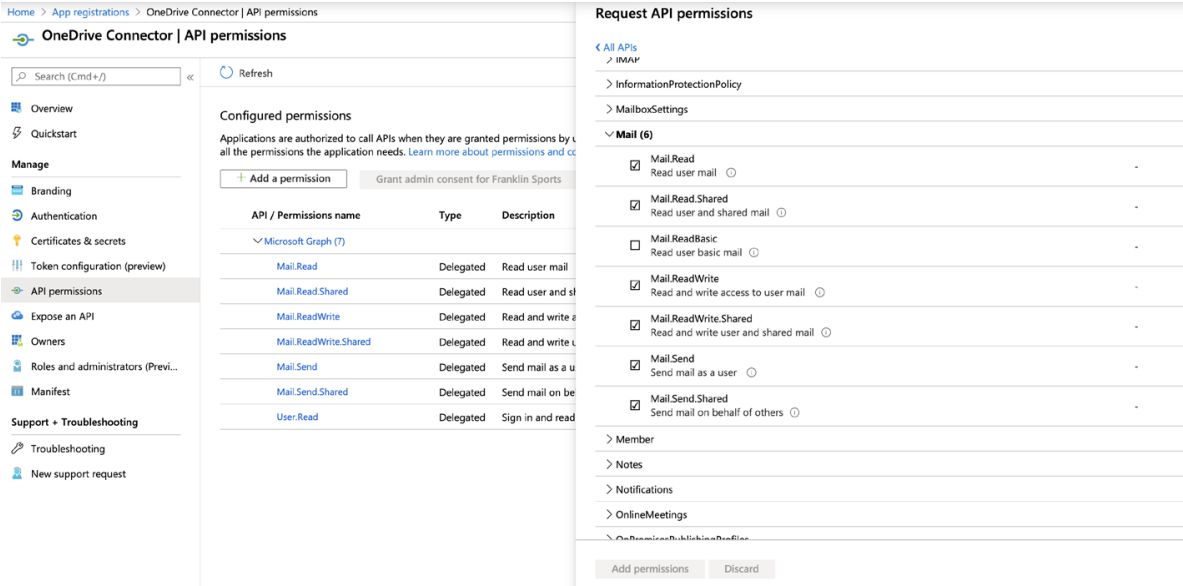 Home > App registrations > OneDrive Connector | API permissions
OneDrive Connector | API permissions
Search (Cmd+/)
«
Overview
Quickstart
Manage
Branding
Authentication
Certificates & secrets
Token configuration (preview)
API permissions
Expose an API
Owners
Roles and administrators (Previ...
Manifest
Support + Troubleshooting
Troubleshooting
New support request
Refresh
Configured permissions
Applications are authorized to call APIs when they are granted permissions by u
all the permissions the application needs. Learn more about permissions and co
+ Add a permission
Grant admin consent for Franklin Sports
API / Permissions name Type Description
Microsoft Graph (7)
Mail.Read Delegated Read user mail
Mail.Read.Shared Delegated Read user and sh
Mail.ReadWrite Delegated Read and write a
Mail.ReadWrite.Shared Delegated Read and write u
Mail.Send Delegated Send mail as a u
Mail.Send.Shared Delegated Send mail on be
User.Read Delegated Sign in and read
Request API permissions
All APIs
IMAP
InformationProtectionPolicy
MailboxSettings
Mail (6)
Mail.Read
Read user mail -
Mail.Read.Shared
Read user and shared mail -
Mail.ReadBasic
Read user basic mail -
Mail.ReadWrite
Read and write access to user mail -
Mail.ReadWrite.Shared
Read and write user and shared mail -
Mail.Send
Send mail as a user -
Mail.Send.Shared
Send mail on behalf of others -
Member
Notes
Notifications
OnlineMeetings
OnPremisesPublishingProfiles
Add permissions
Discard